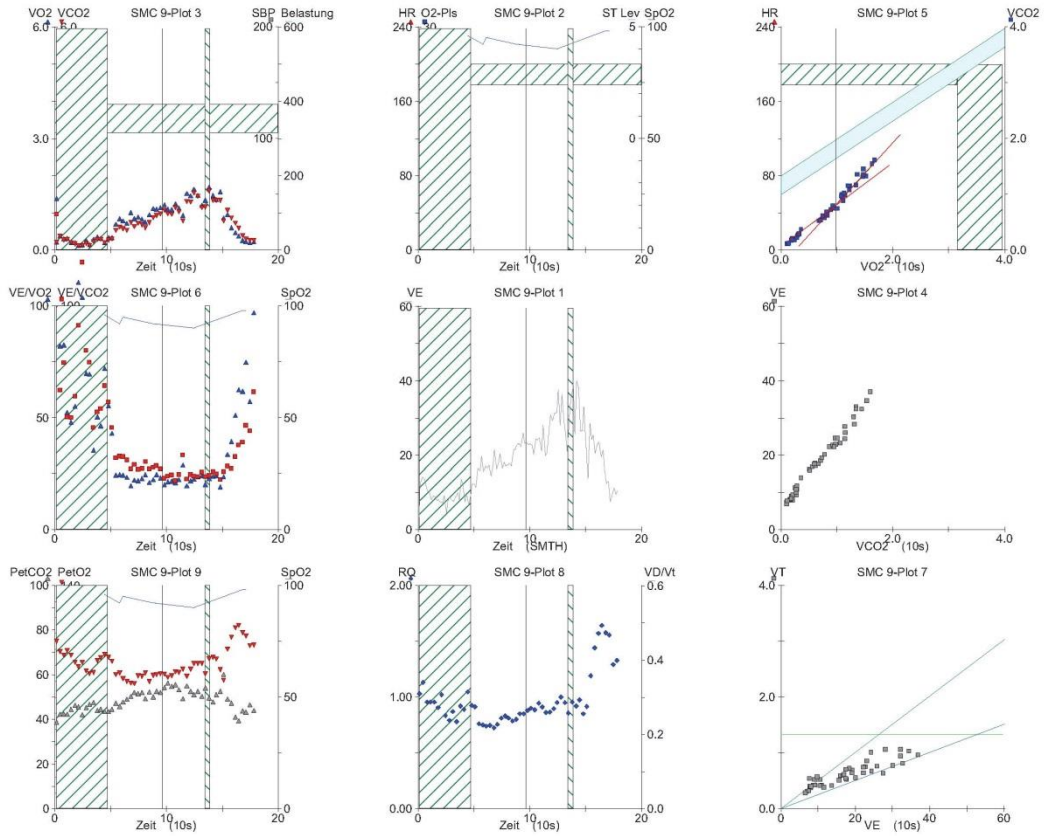 VO2 VCO2 SMC 9-Plot 3 SBP Belastung
6.0 6.0 200 600
400
3.0 100
200
0.0 0 0
0 10 20
Zeit (10s)
HR O2-Pls SMC 9-Plot 2 ST Lev SpO2
240 30 5 100
160
0 50
80
0 5 0
0 10 20
Zeit (10s)
HR SMC 9-Plot 5 VCO2
240 4.0
160
2.0
80
0 0.0
0.0 2.0 4.0
VO2 (10s)
VE/VO2 VE/VCO2 SMC 9-Plot 6 SpO2
100 100 100
50 50
0 0
0 10 20
Zeit (10s)
VE SMC 9-Plot 1
60
40
20
0
0 10 20
Zeit (SMTH)
VE SMC 9-Plot 4
60
40
20
0
0.0 2.0 4.0
VCO2 (10s)
PetCO2 PetO2 SMC 9-Plot 9 SpO2
100 140 100
80
60 50
40
20
0 0
0 10 20
Zeit (10s)
RQ SMC 9-Plot 8 VD/Vt
2.00 0.6
0.4
1.00
0.2
0.00 0.0
0 10 20
Zeit (10s)
VT SMC 9-Plot 7
4.0
2.0
0.0
0 20 40 60
VE (10s)